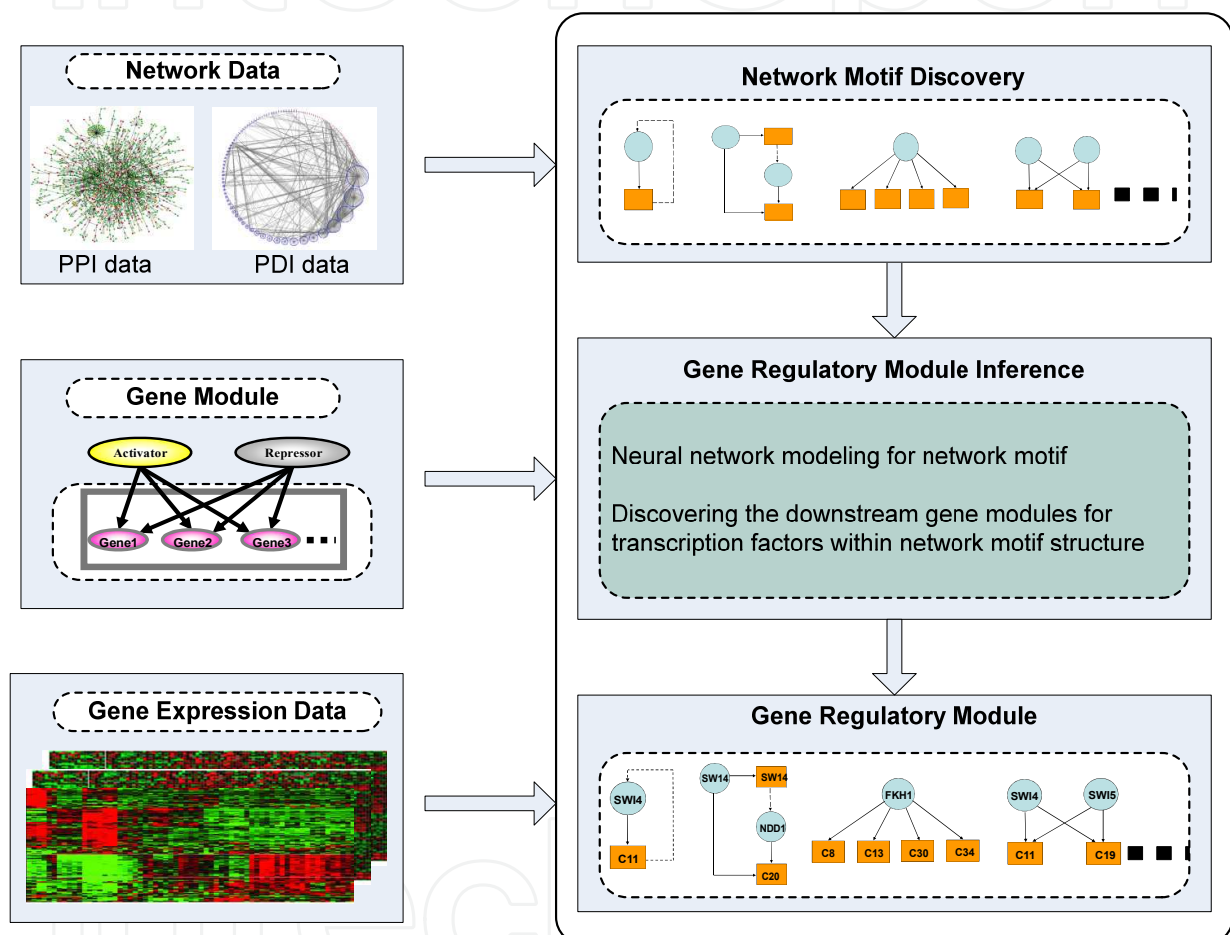 Network Data
PPI data
PDI data
Gene Module
Activator
Repressor
Gene1
Gene2
Gene3
Gene Expression Data
Network Motif Discovery
Gene Regulatory Module Inference
Neural network modeling for network motif
Discovering the downstream gene modules for
transcription factors within network motif structure
Gene Regulatory Module
SWI4
C11
SW14
SW14
NDD1
C20
FKH1
C8
C13
C30
C34
SWI4
SWI5
C11
C19